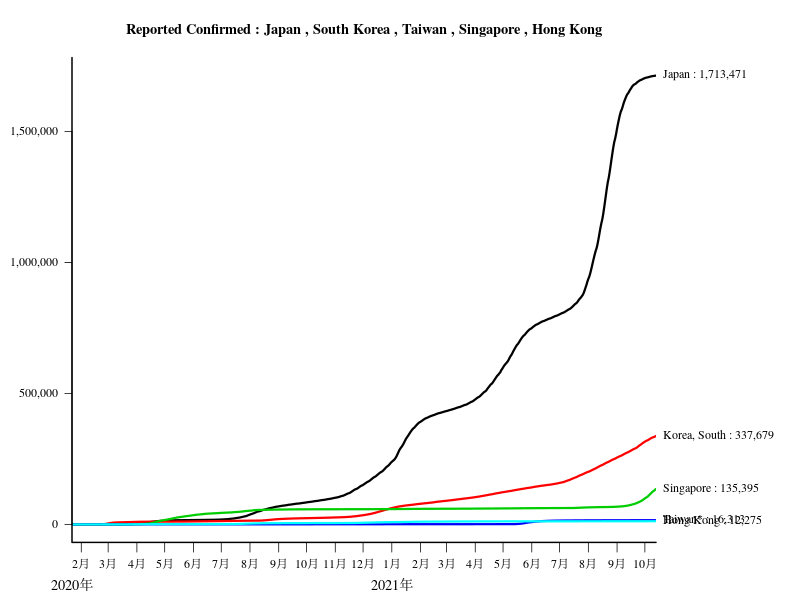 Reported Confirmed : Japan , South Korea , Taiwan , Singapore , Hong Kong
Japan : 1,713,471
1,500,000
1,000,000
500,000
Korea, South : 337,679
Singapore : 135,395
Hong Kong : 12,275
0
2月 3月 4月 5月 6月 7月 8月 9月 10月 11月 12月 1月 2月 3月 4月 5月 6月 7月 8月 9月 10月
2020年 2021年